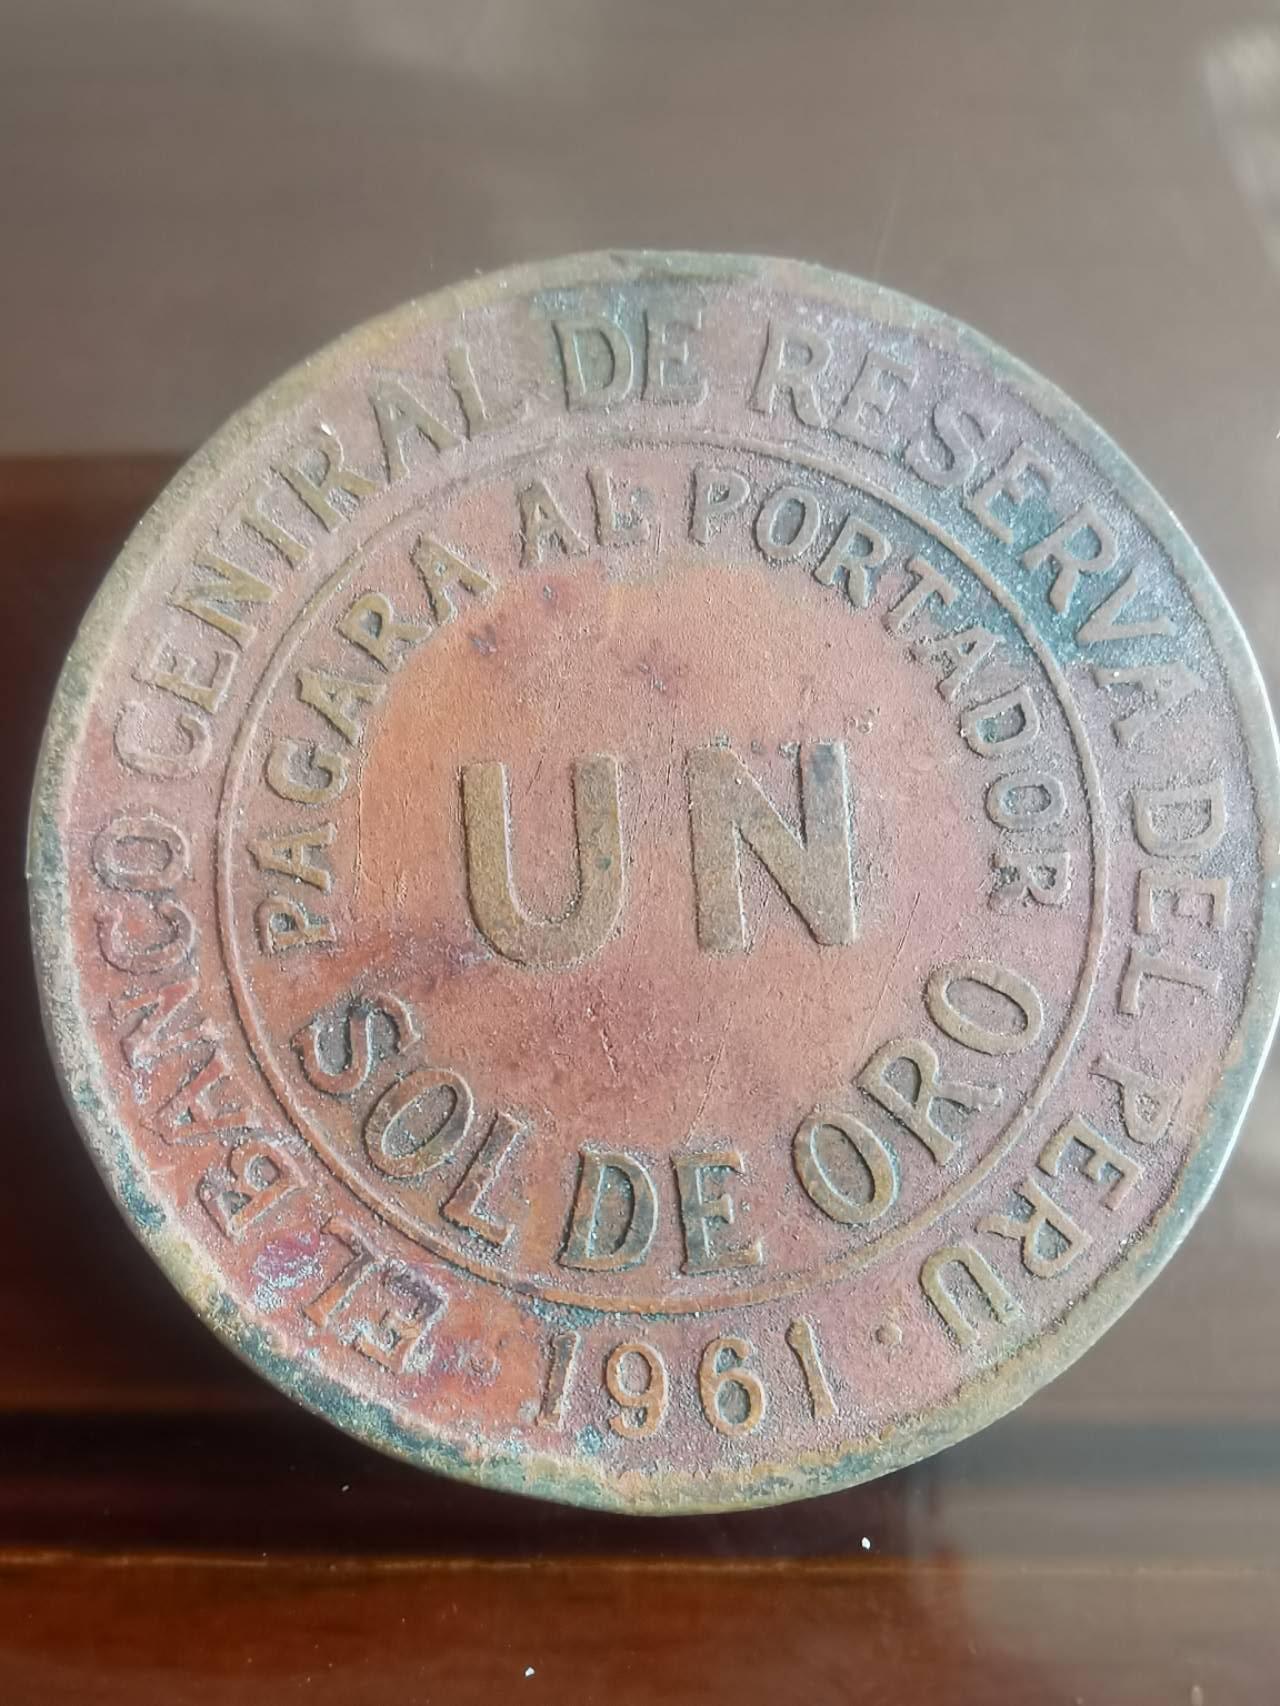 EL BANCO CENTRAL DE RESERVA DEL PERU
PAGARA AL PORTADOR
UN
SOL DE ORO
· 1961 ·